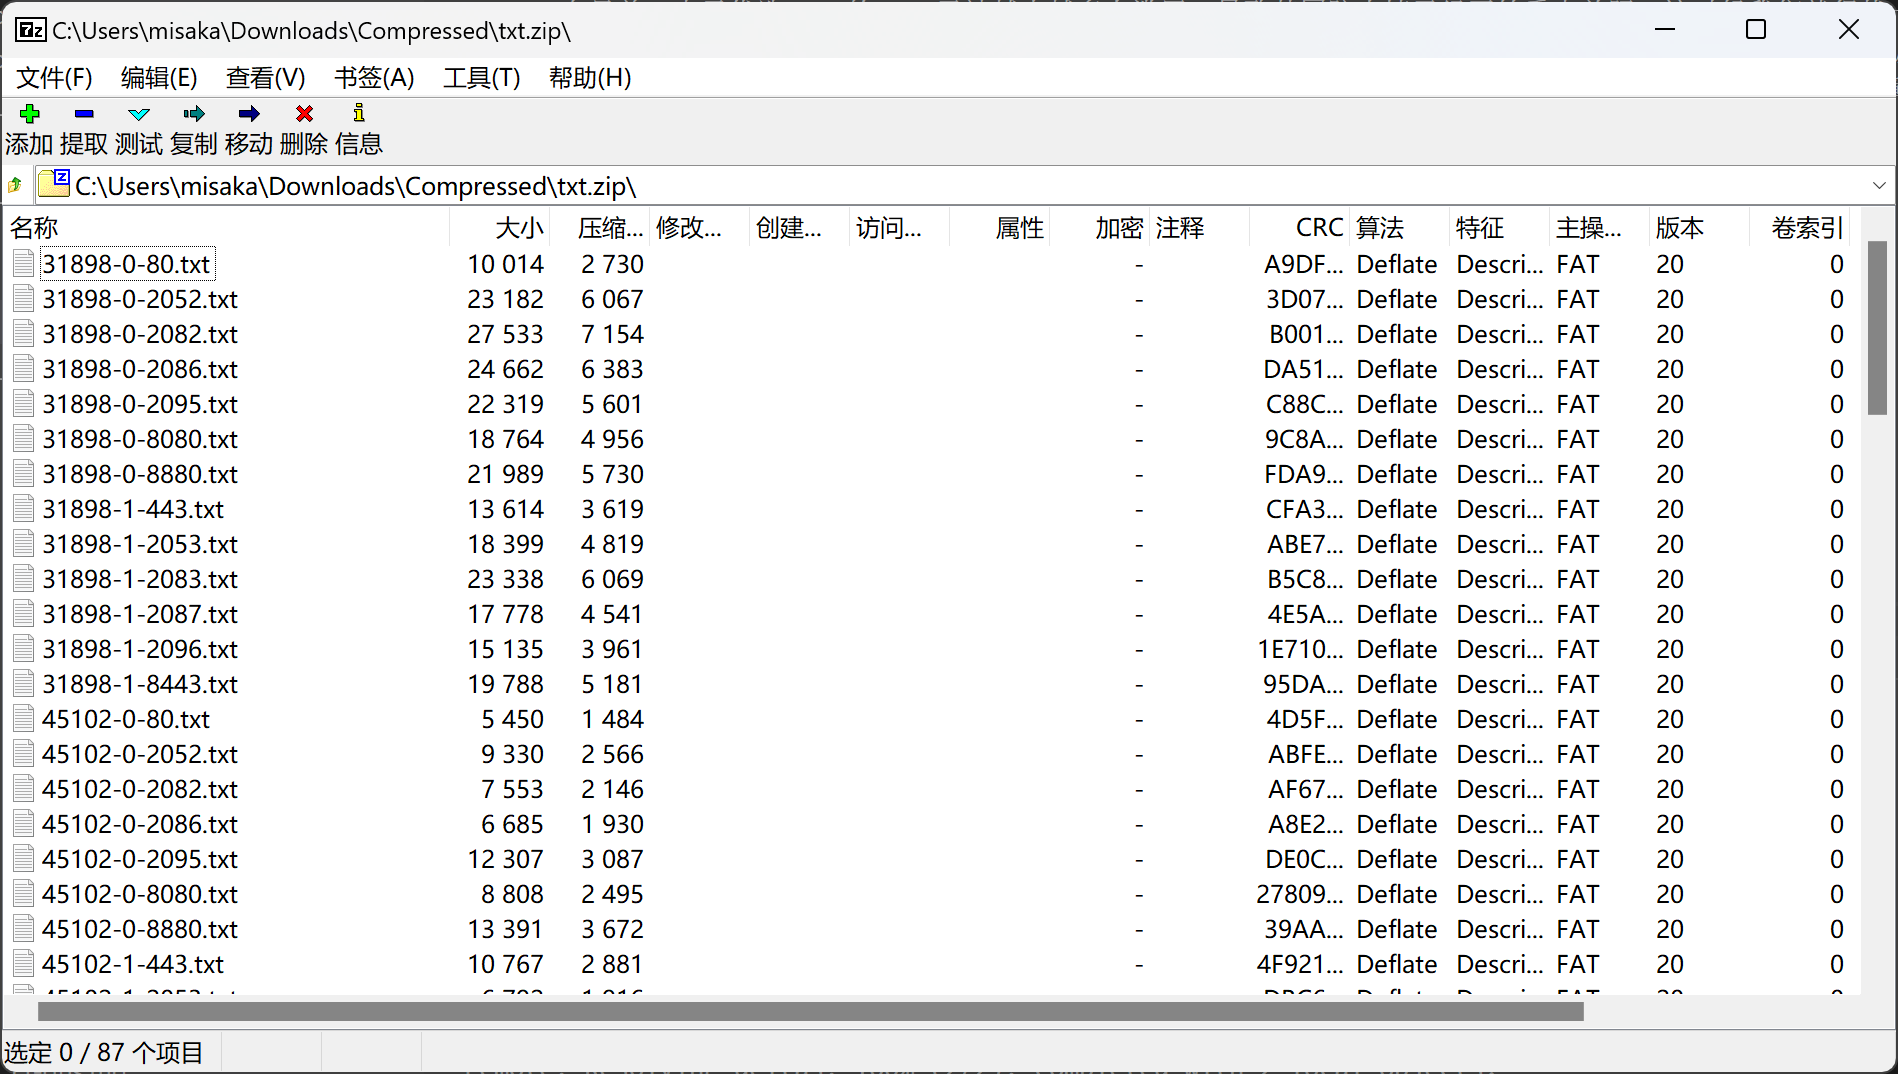 C:\Users\misaka\Downloads\Compressed\txt.zip\
文件(F) 编辑(E) 查看(V) 书签(A) 工具(T) 帮助(H)
添加 提取 测试 复制 移动 删除 信息
C:\Users\misaka\Downloads\Compressed\txt.zip\
名称 大小 压缩... 修改... 创建... 访问... 属性 加密 注释 CRC 算法 特征 主操... 版本 卷索引
31898-0-80.txt 10 014 2 730 - A9DF... Deflate Descri... FAT 20 0
31898-0-2052.txt 23 182 6 067 - 3D07... Deflate Descri... FAT 20 0
31898-0-2082.txt 27 533 7 154 - B001... Deflate Descri... FAT 20 0
31898-0-2086.txt 24 662 6 383 - DA51... Deflate Descri... FAT 20 0
31898-0-2095.txt 22 319 5 601 - C88C... Deflate Descri... FAT 20 0
31898-0-8080.txt 18 764 4 956 - 9C8A... Deflate Descri... FAT 20 0
31898-0-8880.txt 21 989 5 730 - FDA9... Deflate Descri... FAT 20 0
31898-1-443.txt 13 614 3 619 - CFA3... Deflate Descri... FAT 20 0
31898-1-2053.txt 18 399 4 819 - ABE7... Deflate Descri... FAT 20 0
31898-1-2083.txt 23 338 6 069 - B5C8... Deflate Descri... FAT 20 0
31898-1-2087.txt 17 778 4 541 - 4E5A... Deflate Descri... FAT 20 0
31898-1-2096.txt 15 135 3 961 - 1E710... Deflate Descri... FAT 20 0
31898-1-8443.txt 19 788 5 181 - 95DA... Deflate Descri... FAT 20 0
45102-0-80.txt 5 450 1 484 - 4D5F... Deflate Descri... FAT 20 0
45102-0-2052.txt 9 330 2 566 - ABFE... Deflate Descri... FAT 20 0
45102-0-2082.txt 7 553 2 146 - AF67... Deflate Descri... FAT 20 0
45102-0-2086.txt 6 685 1 930 - A8E2... Deflate Descri... FAT 20 0
45102-0-2095.txt 12 307 3 087 - DE0C... Deflate Descri... FAT 20 0
45102-0-8080.txt 8 808 2 495 - 27809... Deflate Descri... FAT 20 0
45102-0-8880.txt 13 391 3 672 - 39AA... Deflate Descri... FAT 20 0
45102-1-443.txt 10 767 2 881 - 4F921... Deflate Descri... FAT 20 0
选定 0 / 87 个项目